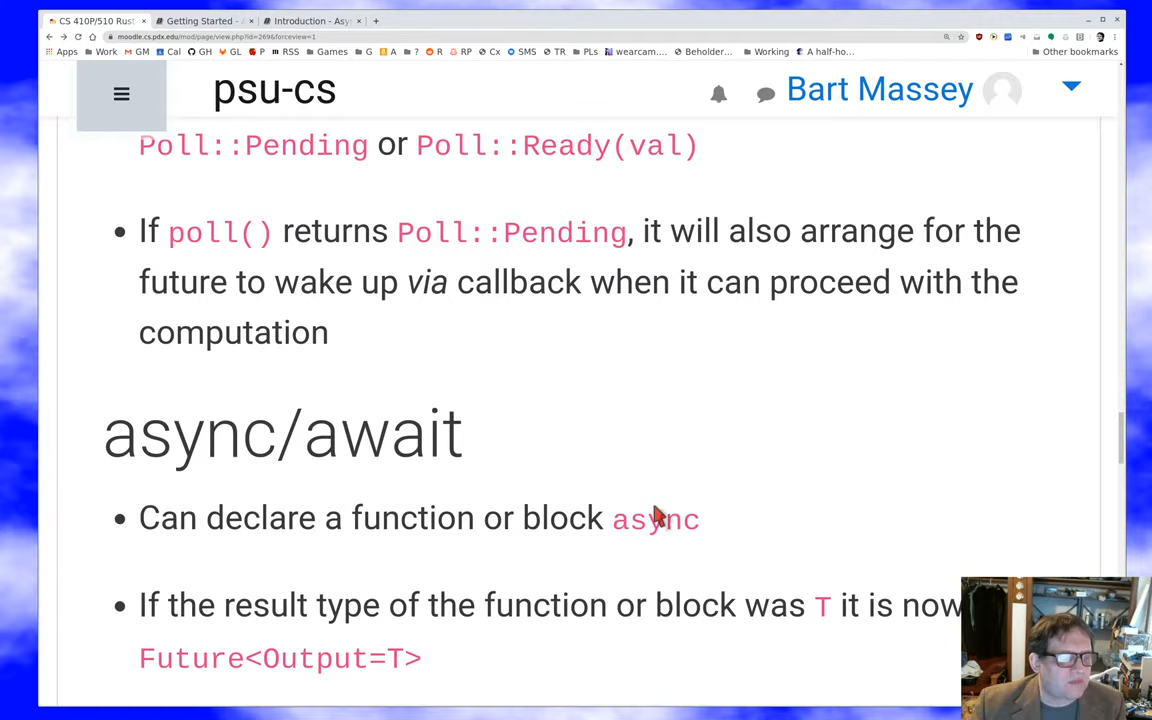 CS 410P/510 Rust
Getting Started -
Introduction - Asy
moodle.cs.pdx.edu/mod/page/view.php?id=269&forceview=1
Apps Work GM Cal GH GL P RSS Games G A ? R RP Cx SMS TR PLs wearcam.... Beholder... Working A half-ho... Other bookmarks
psu-cs
Bart Massey
Poll::Pending or Poll::Ready(val)
• If poll() returns Poll::Pending, it will also arrange for the
future to wake up via callback when it can proceed with the
computation
async/await
• Can declare a function or block async
• If the result type of the function or block was T it is now
Future<Output=T>